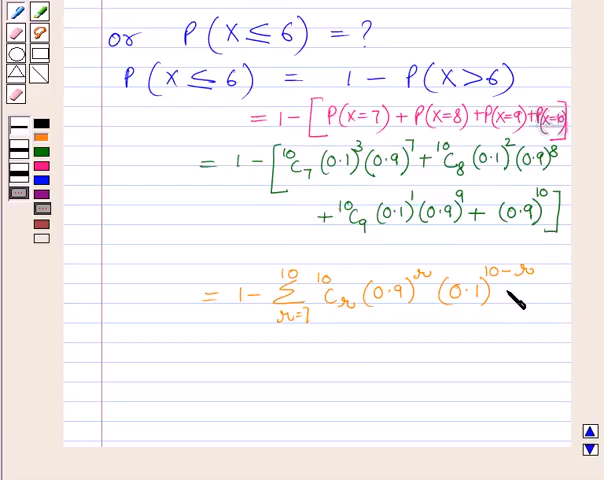 or P(X ≤ 6) = ?
P(X ≤ 6) = 1 - P(X > 6)
= 1 - [P(X=7) + P(X=8) + P(X=9) + P(X=10)]
= 1 - [¹⁰C₇ (0.1)³ (0.9)⁷ + ¹⁰C₈ (0.1)² (0.9)⁸
+ ¹⁰C₉ (0.1)¹ (0.9)⁹ + (0.9)¹⁰]
= 1 - ∑_{r=7}^{10} ¹⁰Cᵣ (0.9)^r (0.1)^{10-r}